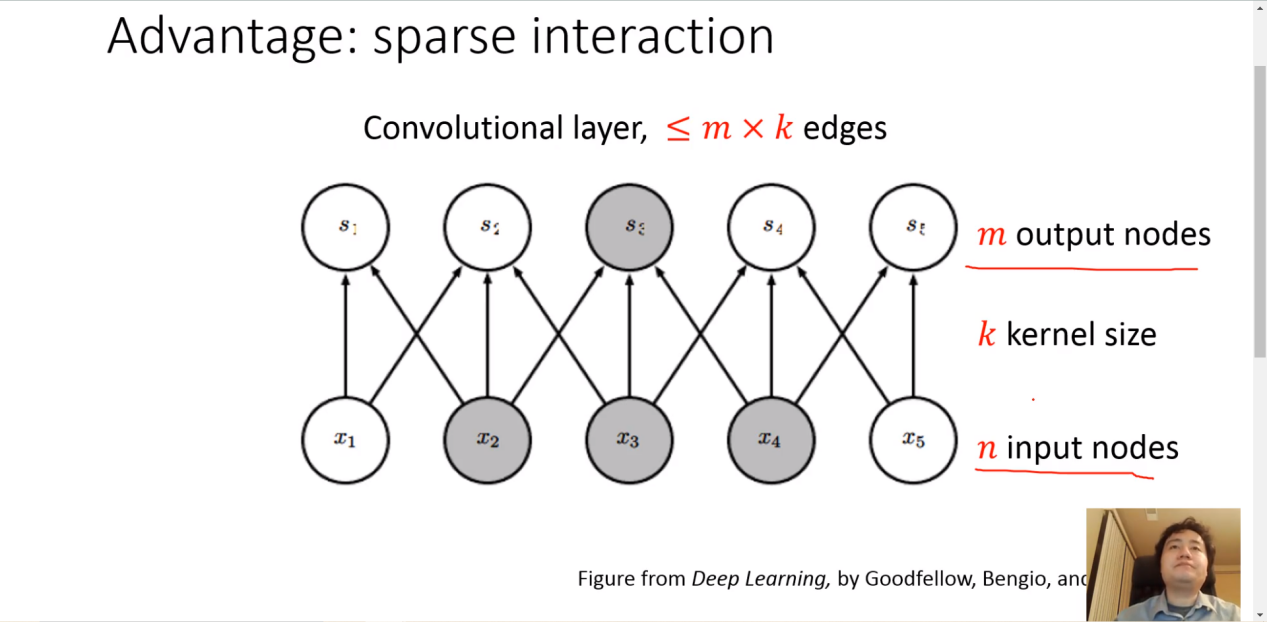 Advantage: sparse interaction
Convolutional layer, ≤ m × k edges
s1 s2 s3 s4 s5
m output nodes
k kernel size
x1 x2 x3 x4 x5
n input nodes
Figure from Deep Learning, by Goodfellow, Bengio, and